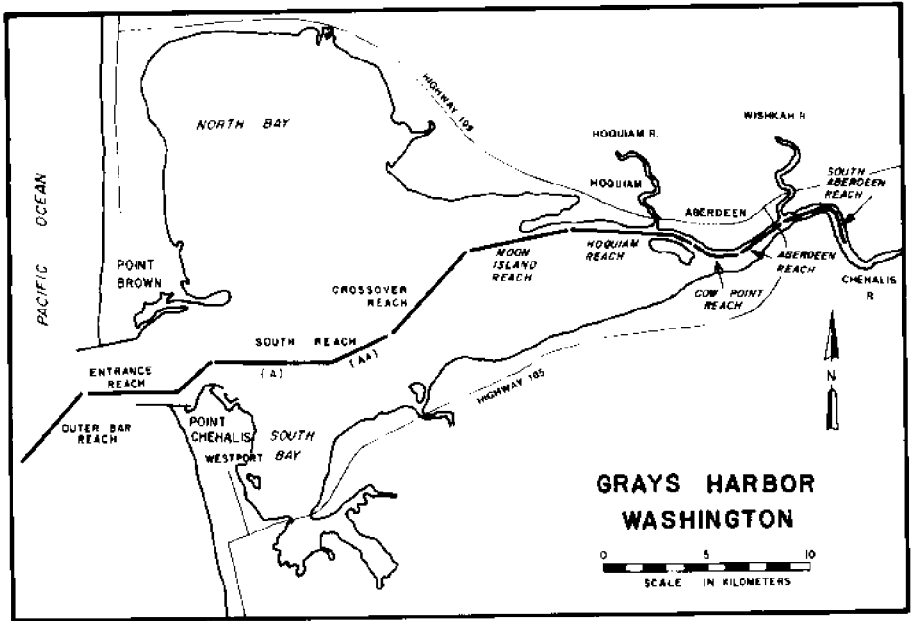 HIGHWAY 109
NORTH BAY
WISHKAH R
HOQUIAM R.
SOUTH
ABERDEEN
REACH
HOQUIAM
ABERDEEN
PACIFIC OCEAN
POINT
BROWN
MOON
ISLAND
REACH
HOQUIAM
REACH
ABERDEEN
REACH
CHEHALIS
R
COW POINT
REACH
CROSSOVER
REACH
SOUTH REACH
(A)
(AA)
ENTRANCE
REACH
OUTER BAR
REACH
POINT
CHEHALIS
WESTPORT
SOUTH
BAY
HIGHWAY 105
N
GRAYS HARBOR
WASHINGTON
0 5 10
SCALE IN KILOMETERS